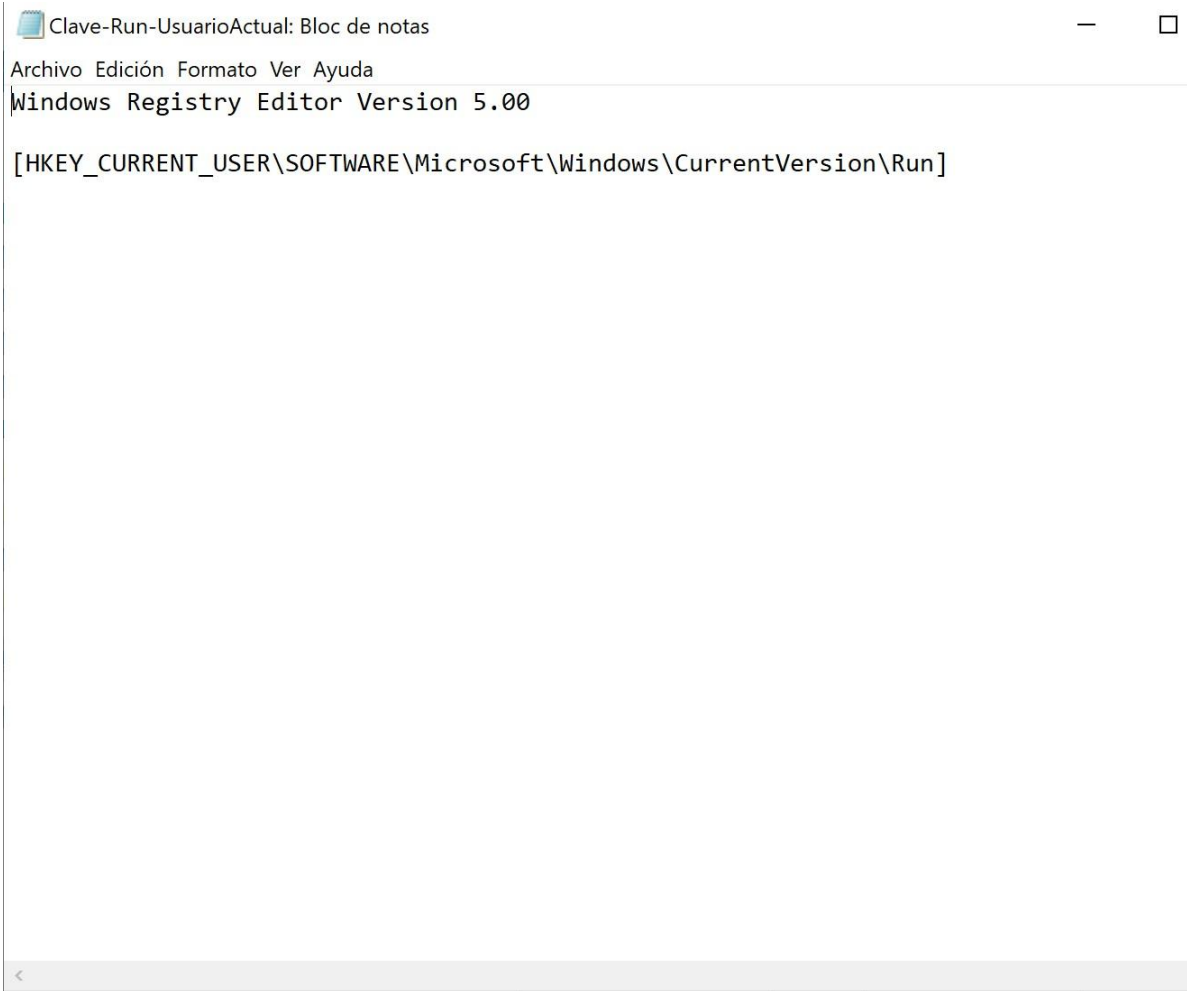 Clave-Run-UsuarioActual: Bloc de notas
Archivo Edición Formato Ver Ayuda
Windows Registry Editor Version 5.00
[HKEY_CURRENT_USER\SOFTWARE\Microsoft\Windows\CurrentVersion\Run]